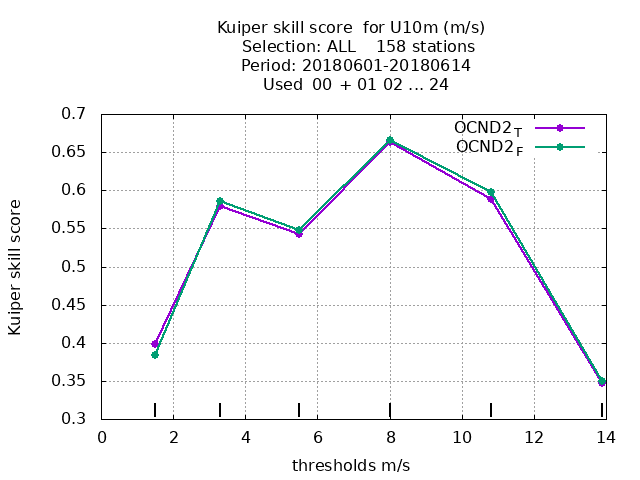 Kuiper skill score  for U10m (m/s)
Selection: ALL    158 stations
Period: 20180601-20180614
Used  00 + 01 02 ... 24
0.7
0.65
0.6
0.55
0.5
0.45
0.4
0.35
0.3
Kuiper skill score
OCND2T
OCND2F
0 2 4 6 8 10 12 14
thresholds m/s